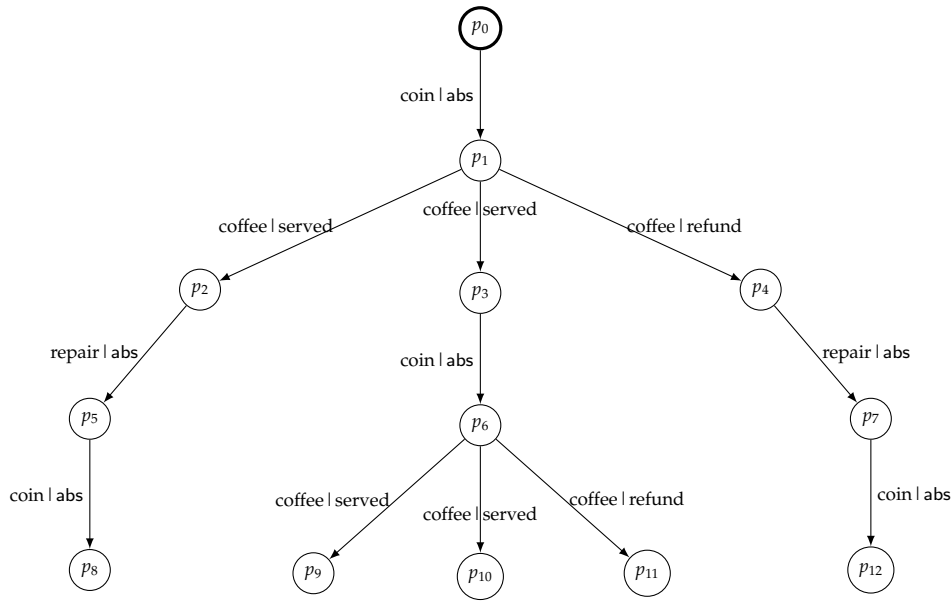 p0
coin | abs
p1
coffee | served
coffee | served
coffee | refund
p2
p3
p4
repair | abs
coin | abs
repair | abs
p5
p6
p7
coin | abs
coffee | served
coffee | served
coffee | refund
coin | abs
p8
p9
p10
p11
p12